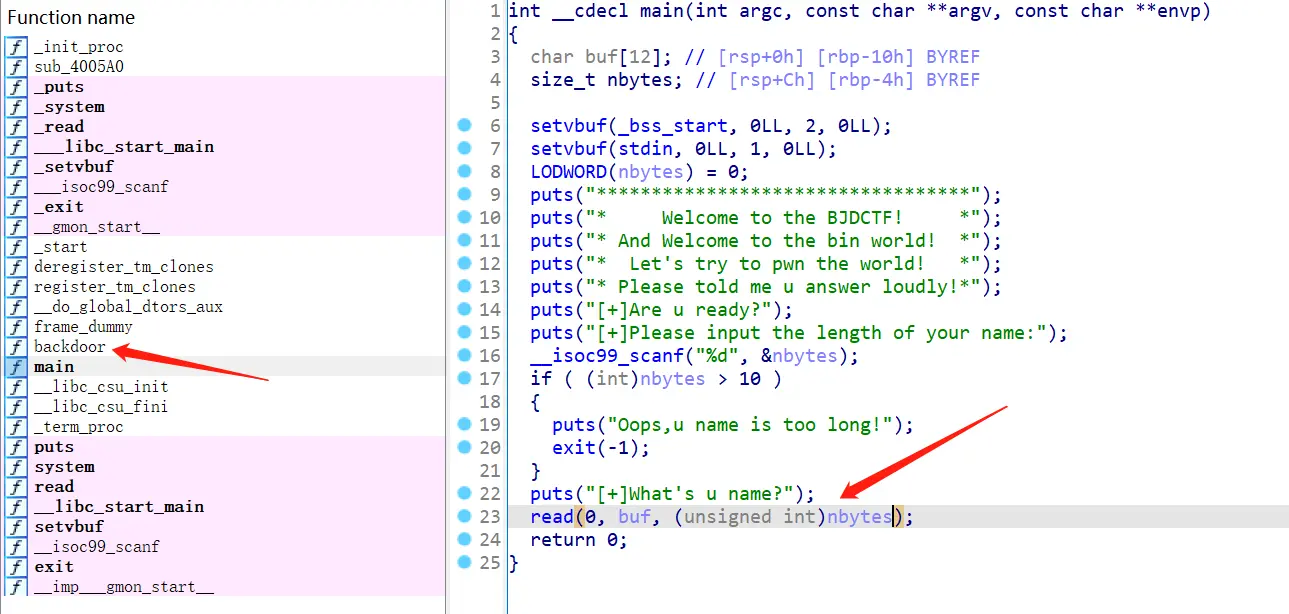 Function name
f _init_proc
f sub_4005A0
f _puts
f _system
f _read
f ___libc_start_main
f _setvbuf
f ___isoc99_scanf
f _exit
f __gmon_start__
f _start
f deregister_tm_clones
f register_tm_clones
f __do_global_dtors_aux
f frame_dummy
f backdoor
f main
f __libc_csu_init
f __libc_csu_fini
f _term_proc
f puts
f system
f read
f __libc_start_main
f setvbuf
f __isoc99_scanf
f exit
f __imp___gmon_start__
1 int __cdecl main(int argc, const char **argv, const char **envp)
2 {
3 char buf[12]; // [rsp+0h] [rbp-10h] BYREF
4 size_t nbytes; // [rsp+Ch] [rbp-4h] BYREF
5
6 setvbuf(_bss_start, 0LL, 2, 0LL);
7 setvbuf(stdin, 0LL, 1, 0LL);
8 LODWORD(nbytes) = 0;
9 puts("**********************************");
10 puts("*     Welcome to the BJDCTF!     *");
11 puts("* And Welcome to the bin world!  *");
12 puts("*  Let's try to pwn the world!   *");
13 puts("* Please told me u answer loudly!*");
14 puts("[+]Are u ready?");
15 puts("[+]Please input the length of your name:");
16 __isoc99_scanf("%d", &nbytes);
17 if ( (int)nbytes > 10 )
18 {
19 puts("Oops,u name is too long!");
20 exit(-1);
21 }
22 puts("[+]What's u name?");
23 read(0, buf, (unsigned int)nbytes);
24 return 0;
25 }